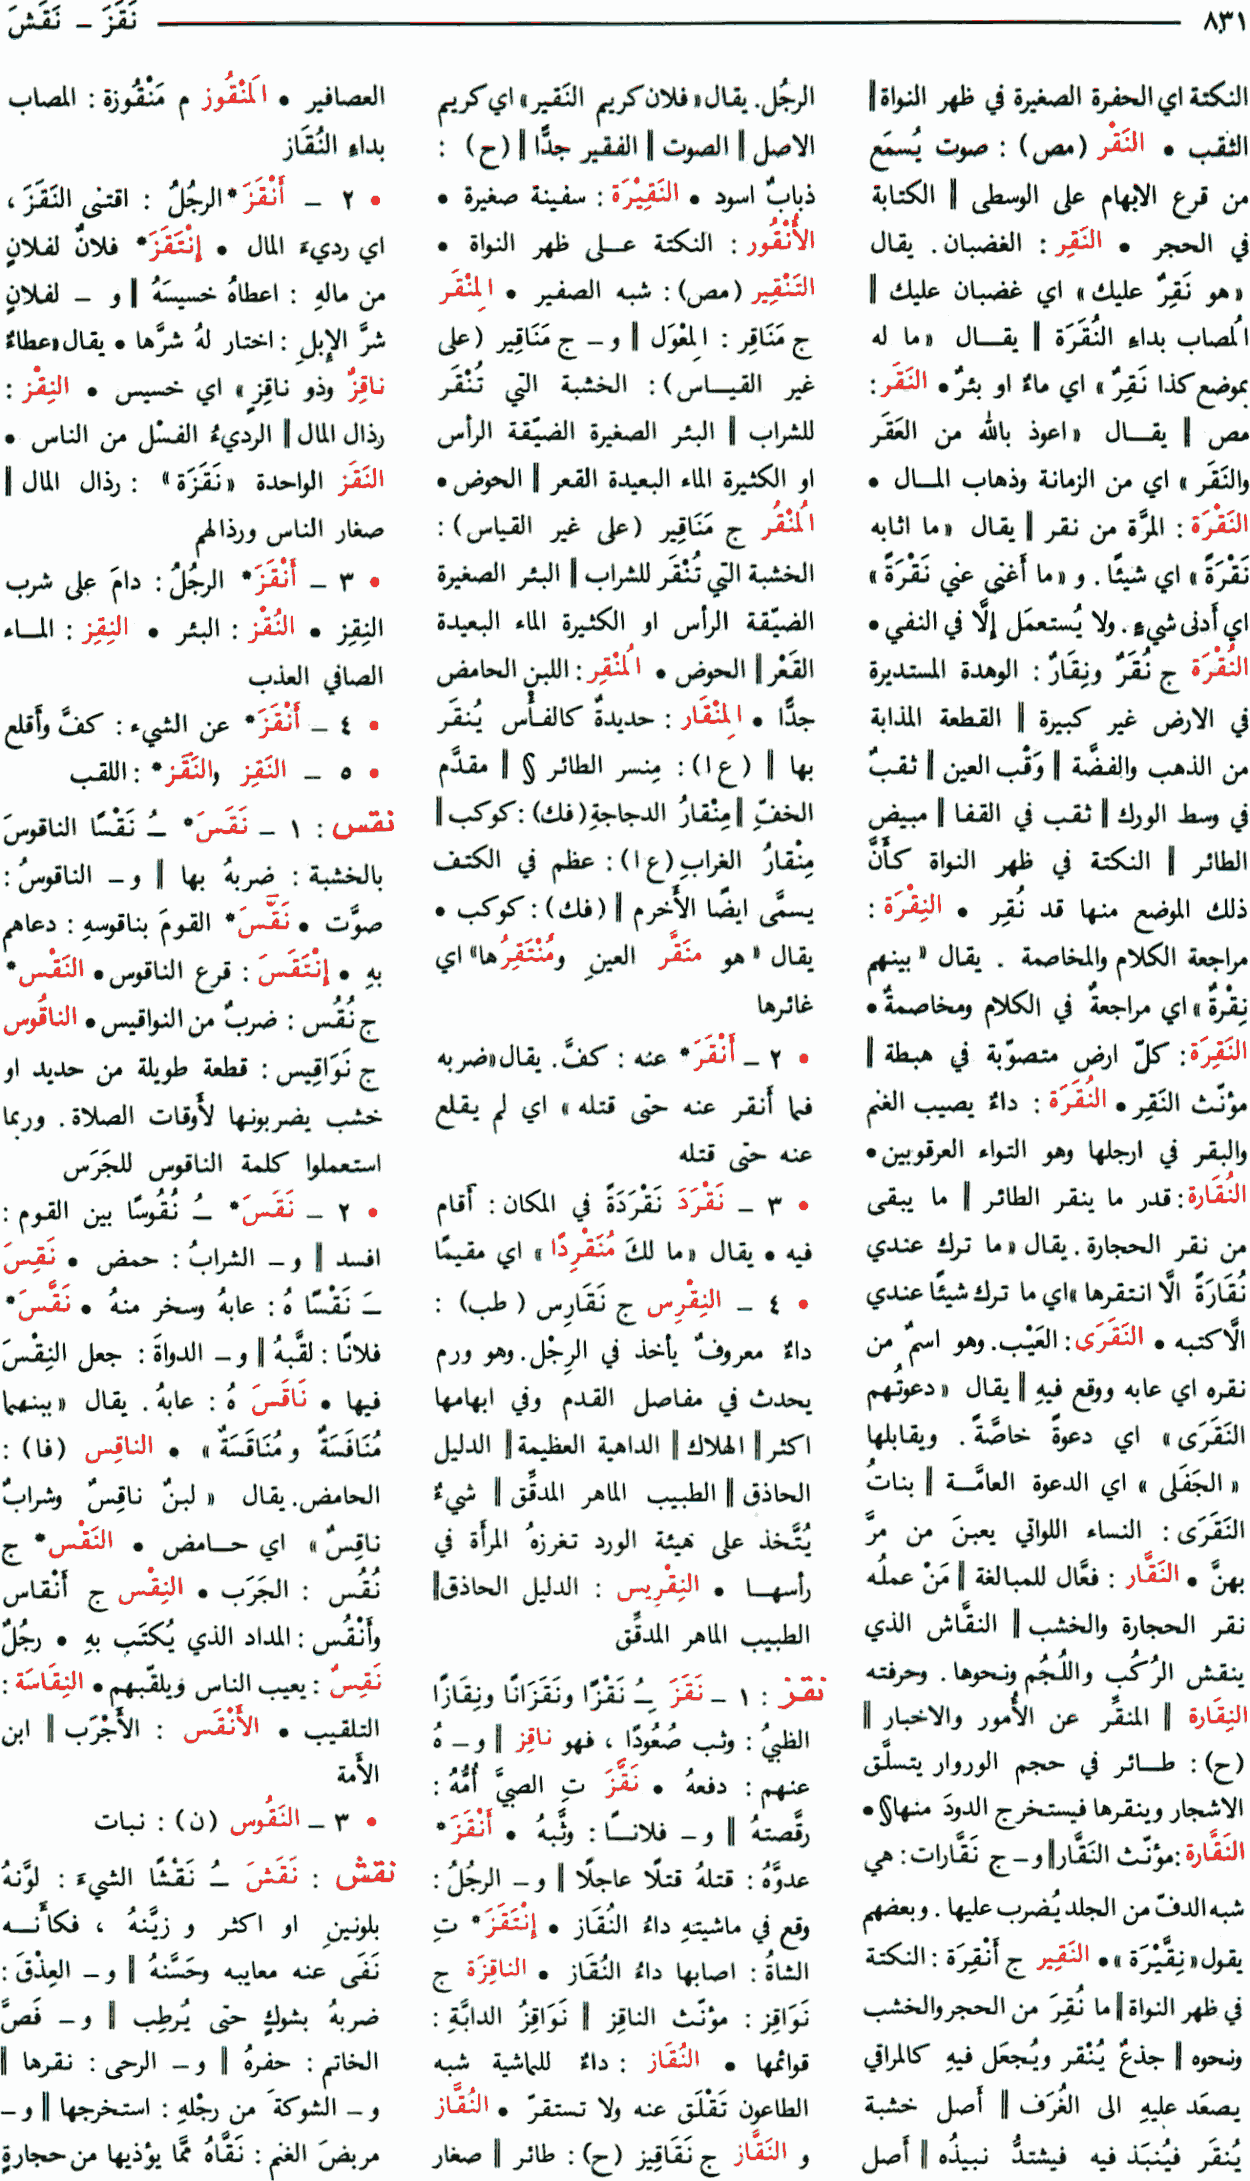 ٨٣١
نَقَزَ ـ نَقَشَ
النكتة اي الحفرة الصغيرة في ظهر النواة ‖
الثقب • النَقْر (مص) : صوت يُسمَع
من قرع الابهام على الوسطى ‖ الكتابة
في الحجر • النَقِر : الغضبان . يقال
« هو نَقِرٌ عليك » اي غضبان عليك ‖
المُصاب بداء النُقَرَة ‖ يقال « ما له
بموضع كذا نَقِرٌ » اي ماءٌ او بئرٌ • النَقَر :
مص ‖ يقال « اعوذ بالله من العَقَر
والنَقَر » اي من الزمانة وذهاب المال •
النَقْرَة : المرَّة من نقر ‖ يقال « ما اثابه
نَقْرَةً » اي شيئًا . و « ما أَغنى عني نَقْرَةً »
اي أَدنى شيءٍ . ولا يُستعمَل إلَّا في النفي •
النُقْرَة ج نُقَرٌ ونِقَارٌ : الوهدة المستديرة
في الارض غير كبيرة ‖ القطعة المذابة
من الذهب والفضَّة ‖ وَقْب العين ‖ ثقبٌ
في وسط الورك ‖ ثقب في القفا ‖ مبيض
الطائر ‖ النكتة في ظهر النواة كأَنَّ
ذلك الموضع منها قد نُقِر • النِقْرَة :
مراجعة الكلام والمخاصمة . يقال « بينهم
نِقْرةٌ » اي مراجعةٌ في الكلام ومخاصمةٌ •
النَقِرَة : كلّ ارض متصوّبة في هبطة ‖
مؤنّث النَقِر • النُقَرَة : داءٌ يصيب الغنم
والبقر في ارجلها وهو التواء العرقوبين •
النُقَارة : قدر ما ينقر الطائر ‖ ما يبقى
من نقر الحجارة . يقال « ما ترك عندي
نُقَارَةً الَّا انتقرها » اي ما ترك شيئًا عندي
الَّا كتبه • النَقَرَى : العَيْب . وهو اسمٌ من
نقره اي عابه ووقع فيهِ ‖ يقال « دعوتُهم
النَقَرَى » اي دعوةً خاصَّةً . ويقابلها
« الجَفَلَى » اي الدعوة العامَّة ‖ بناتُ
النَقَرَى : النساء اللواتي يعبنَ من مرَّ
بهنَّ • النَقَّار : فعَّال للمبالغة ‖ مَنْ عملُه
نقر الحجارة والخشب ‖ النقَّاش الذي
ينقش الرُكُب واللُجُم ونحوها . وحرفته
النِقَارة ‖ المنقِّر عن الأُمور والاخبار ‖
(ح) : طائر في حجم الوروار يتسلَّق
الاشجار وينقرها فيستخرج الدودَ منها§ •
النَقَّارة : مؤنّث النَقَّار ‖ و ـ ج نَقَّارات : هي
شبه الدفّ من الجلد يُضرب عليها . وبعضهم
يقول « نِقَّيْرَة » • النَقِير ج أَنْقِرَة : النكتة
في ظهر النواة ‖ ما نُقِرَ من الحجر والخشب
ونحوه ‖ جذعٌ يُنْقر ويُجعَل فيهِ كالمراقي
يصعَد عليهِ الى الغُرَف ‖ أَصل خشبة
يُنقَر فيُنبَذ فيه فيشتدُّ نبيذُه ‖ أَصل
الرجُل . يقال « فلان كريم النَقير » اي كريم
الاصل ‖ الصوت ‖ الفقير جدًّا ‖ (ح) :
ذبابٌ اسود • النَقِيْرَة : سفينة صغيرة •
الأُنْقُور : النكتة على ظهر النواة •
التَنْقِير (مص) : شبه الصفير • المِنْقَر
ج مَنَاقِر : المِعْوَل ‖ و ـ ج مَنَاقِير (على
غير القياس) : الخشبة التي تُنْقَر
للشراب ‖ البئر الصغيرة الضيّقة الرأس
او الكثيرة الماء البعيدة القعر ‖ الحوض •
المُنْقُر ج مَنَاقِير (على غير القياس) :
الخشبة التي تُنْقَر للشراب ‖ البئر الصغيرة
الضيّقة الرأس او الكثيرة الماء البعيدة
القَعْر ‖ الحوض • المُنْقِر : اللبن الحامض
جدًّا • المِنْقَار : حديدةٌ كالفأْس يُنقَر
بها ‖ (ع ا) : مِنسر الطائر § ‖ مقدَّم
الخفّ ‖ مِنْقارُ الدجاجةِ (فك) : كوكب ‖
مِنْقارُ الغرابِ (ع ا) : عظم في الكتف
يسمَّى ايضًا الأَخرم ‖ (فك) : كوكب •
يقال « هو منَقَّر العينِ ومُنْتَقِرُها » اي
غائرها
• ٢ ـ أَنْقَرَ* عنه : كفَّ . يقال « ضربه
فما أَنقر عنه حتى قتله » اي لم يقلع
عنه حتى قتله
• ٣ ـ نَقْرَدَ نَقْرَدَةً في المكان : أَقام
فيه • يقال « ما لكَ مُنَقْرِدًا » اي مقيمًا
• ٤ ـ النِقْرِس ج نَقَارِس ( طب) :
داءٌ معروفٌ يأخذ في الرِجْل . وهو ورم
يحدث في مفاصل القدم وفي ابهامها
اكثر ‖ الهلاك ‖ الداهية العظيمة ‖ الدليل
الحاذق ‖ الطبيب الماهر المدقِّق ‖ شيءٌ
يُتَّخذ على هيئة الورد تغرزهُ المرأَة في
رأسها • النِقْرِيس : الدليل الحاذق ‖
الطبيب الماهر المدقِّق
نقز : ١ ـ نَقَزَ ـِـُ نَقْزًا ونَقَزَانًا ونِقَازًا
الظبيُ : وثب صُعُودًا ، فهو ناقِز ‖ و ـ هُ
عنهم : دفعهُ • نَقَّزَ تِ الصبيَّ أُمُّهُ :
رقَّصتهُ ‖ و ـ فلانـًا : وثَّبهُ • أَنْقَزَ*
عدوَّهُ : قتلهُ قتلًا عاجلًا ‖ و ـ الرجُلُ :
وقع في ماشيتهِ داءُ النُقَاز • إنْتَقَزَ* تِ
الشاةُ : اصابها داءُ النُقَاز • الناقِزَة ج
نَوَاقِز : مؤنّث الناقِز ‖ نَوَاقِزُ الدابَّةِ :
قوائمها • النُقَاز : داءٌ للماشية شبه
الطاعون تَقْلَق عنه ولا تستقرّ • النُقَّاز
و النَقَّاز ج نَقَاقِيز (ح) : طائر ‖ صغار
العصافير • المَنْقُوز م مَنْقُوزة : المصاب
بداءِ النُقَاز
• ٢ ـ أَنْقَزَ* الرجُلُ : اقتنى النَقَزَ ،
اي رديءَ المال • إنْتَقَزَ* فلانٌ لفلانٍ
من مالهِ : اعطاهُ خسيسَهُ ‖ و ـ لفلانٍ
شرَّ الإبلِ : اختار لهُ شرَّها • يقال « عطاءٌ
ناقِزٌ وذو ناقِزٍ » اي خسيس • النِقْز :
رذال المال ‖ الرديءُ الفسْل من الناس •
النَقَز الواحدة « نَقَزَة » : رذال المال ‖
صغار الناس ورذالهم
• ٣ ـ أَنْقَزَ* الرجُلُ : دامَ على شرب
النِقِز • النُقْز : البئر • النِقِز : الماء
الصافي العذب
• ٤ ـ أَنْقَزَ* عن الشيء : كفَّ وأَقلع
• ٥ ـ النَقِز والنَقَز* : اللقب
نقس : ١ ـ نَقَسَ* ـُ نَقْسًا الناقوسَ
بالخشبة : ضربهُ بها ‖ و ـ الناقوسُ :
صوَّت • نَقَّسَ* القومَ بناقوسهِ : دعاهم
بهِ • إنْتَقَسَ : قرع الناقوس • النَقْس*
ج نُقُس : ضربٌ من النواقيس • الناقُوس
ج نَوَاقِيس : قطعة طويلة من حديد او
خشب يضربونها لأَوقات الصلاة . وربما
استعملوا كلمة الناقوس للجَرَس
• ٢ ـ نَقَسَ* ـُ نُقُوسًا بين القوم :
افسد ‖ و ـ الشرابُ : حمض • نَقِسَ
ـَ نَقْسًا هُ : عابهُ وسخر منهُ • نَقَّسَ*
فلانًا : لقَّبهُ ‖ و ـ الدواةَ : جعل النِقْسَ
فيها • نَاقَسَ هُ : عابهُ . يقال « بينهما
مُنَاقَسَةٌ و مُنَاقَسَةٌ » • الناقِس (فا) :
الحامض . يقال « لبنٌ ناقِسٌ وشرابٌ
ناقِسٌ » اي حامض • النَقْس* ج
نُقُس : الجَرَب • النِقْس ج أَنْقاس
وأَنْقُس : المداد الذي يُكتَب بهِ • رجُلٌ
نَقِسٌ : يعيب الناس ويلقّبهم • النِقَاسَة :
التلقيب • الأَنْقَس : الأَجْرَب ‖ ابن
الأَمة
• ٣ ـ النَقُوس (ن) : نبات
نقش : نَقَشَ ـُ نَقْشًا الشيءَ : لوَّنهُ
بلونينِ او اكثر و زيَّنهُ ، فكأَنه
نَفَى عنه معايبه وحَسَّنهُ ‖ و ـ العِذْقَ :
ضربهُ بشوكٍ حتى يُرطِب ‖ و ـ فَصَّ
الخاتم : حفرهُ ‖ و ـ الرحى : نقرها ‖
و ـ الشوكةَ من رجْلهِ : استخرجها ‖ و ـ
مربضَ الغنم : نَقَّاهُ ممَّا يؤذيها من حجارةٍ